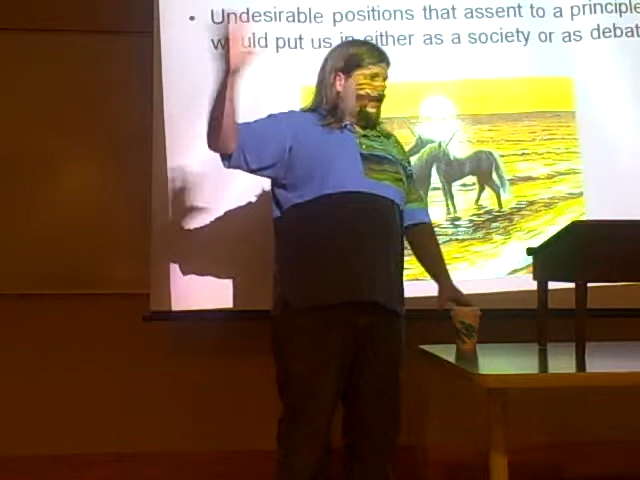 • Undesirable positions that assent to a principle
would put us in either as a society or as debat